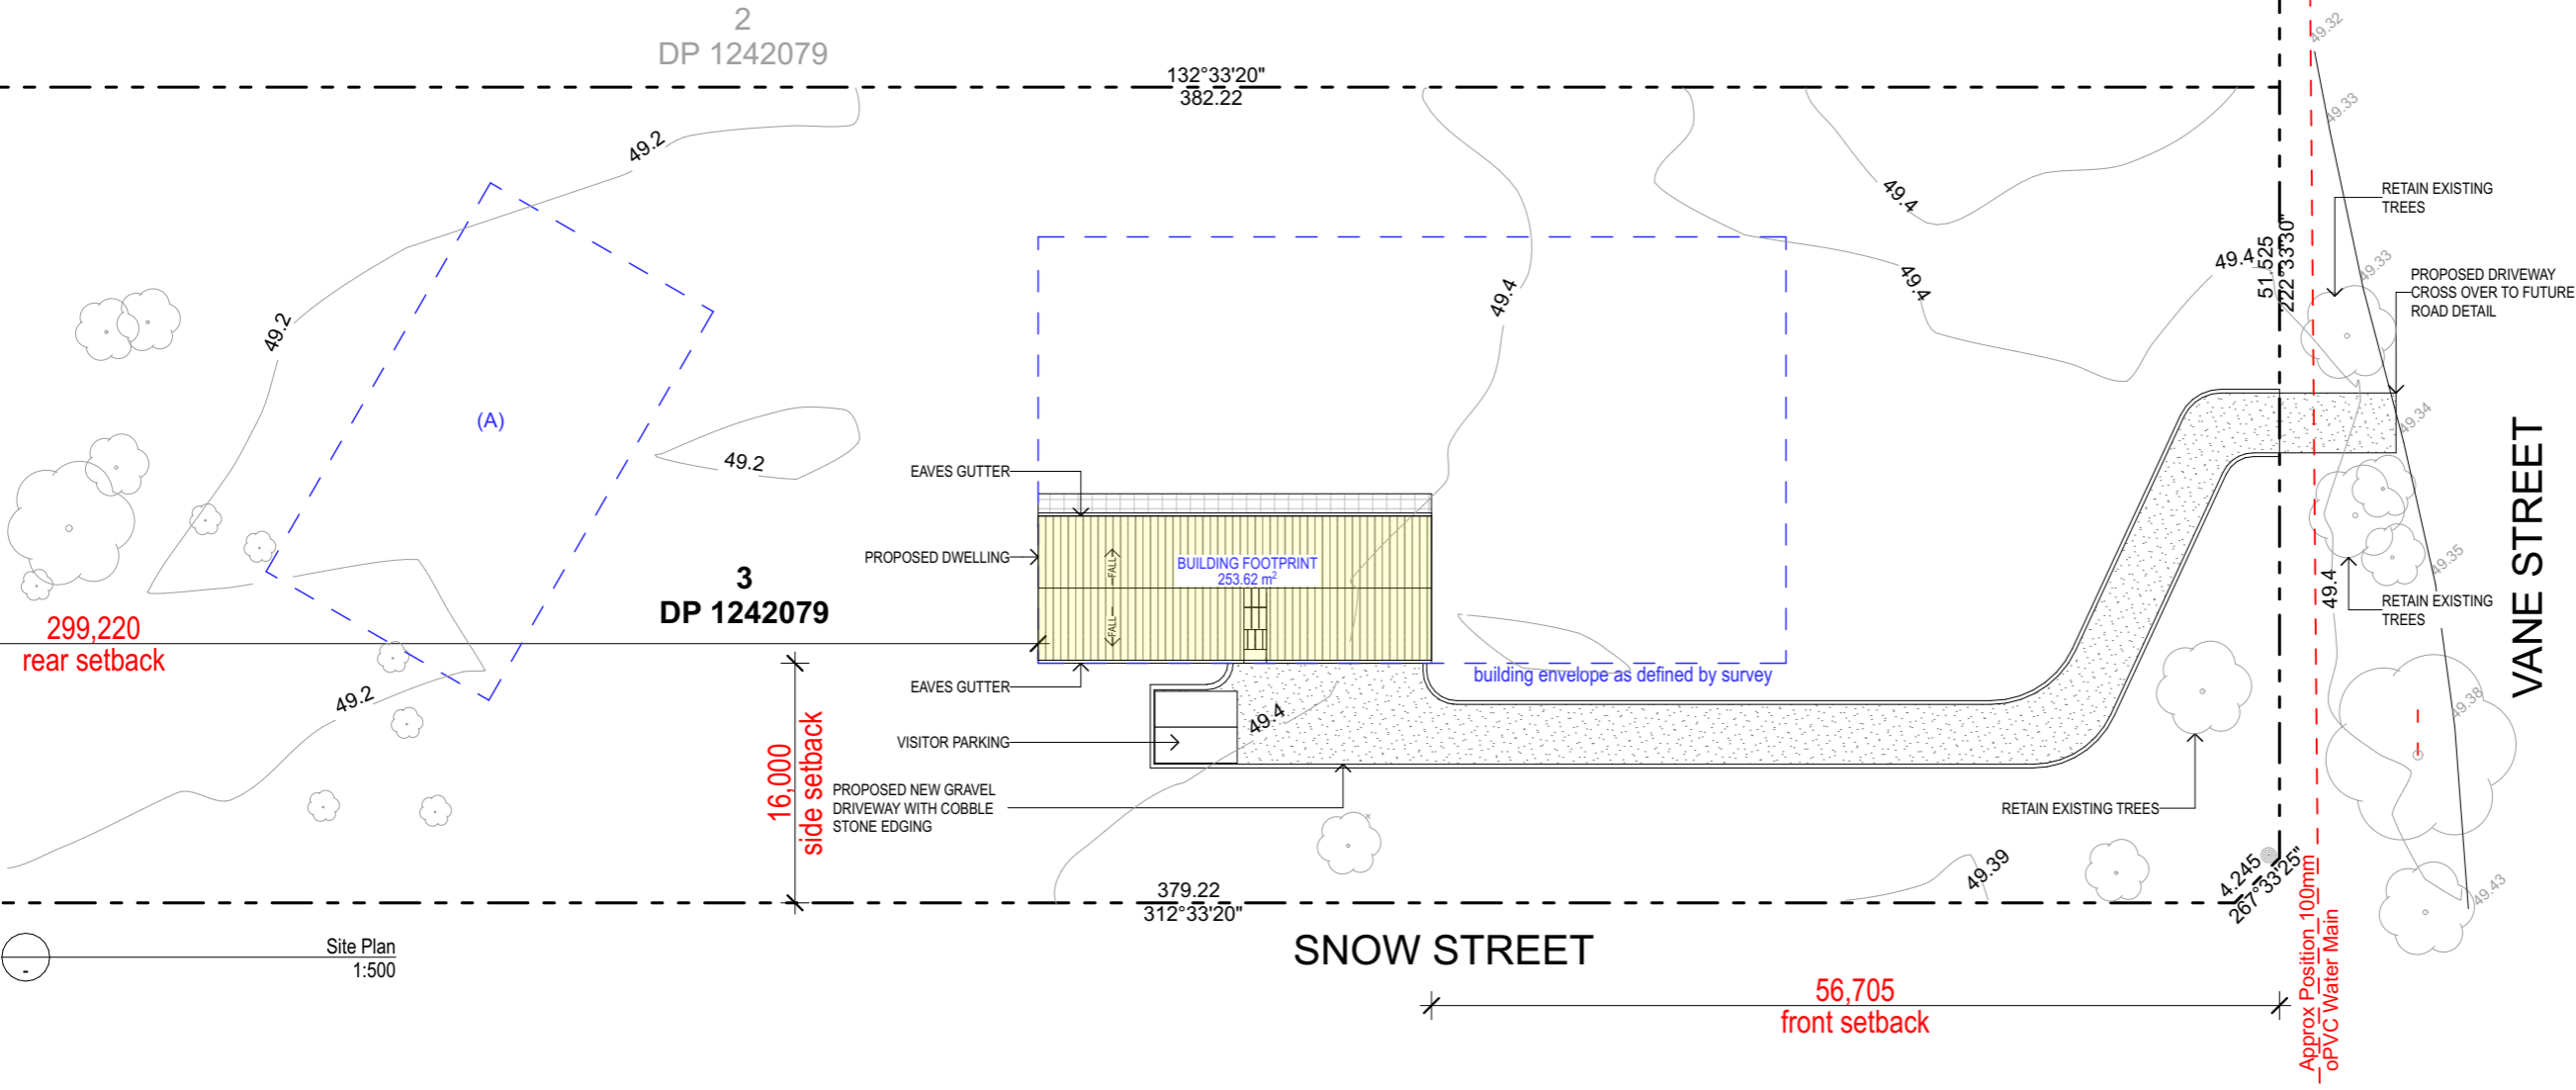 2
DP 1242079
132°33'20"
382.22
49.32
49.33
49.2
RETAIN EXISTING
TREES
49.4
49.4
51.525
222°33'30"
49.33
PROPOSED DRIVEWAY
CROSS OVER TO FUTURE
ROAD DETAIL
49.2
49.4
49.4
(A)
49.34
49.2
EAVES GUTTER
VANE STREET
PROPOSED DWELLING
FALL
BUILDING FOOTPRINT
253.62 m²
49.35
3
DP 1242079
FALL
49.4
RETAIN EXISTING
TREES
299,220
rear setback
EAVES GUTTER
building envelope as defined by survey
49.2
49.38
49.4
VISITOR PARKING
16,000
side setback
PROPOSED NEW GRAVEL
DRIVEWAY WITH COBBLE
STONE EDGING
RETAIN EXISTING TREES
49.39
4.245
267°33'25"
49.43
379.22
312°33'20"
SNOW STREET
Site Plan
1:500
-
56,705
front setback
Approx Position 100mm
oPVC Water Main